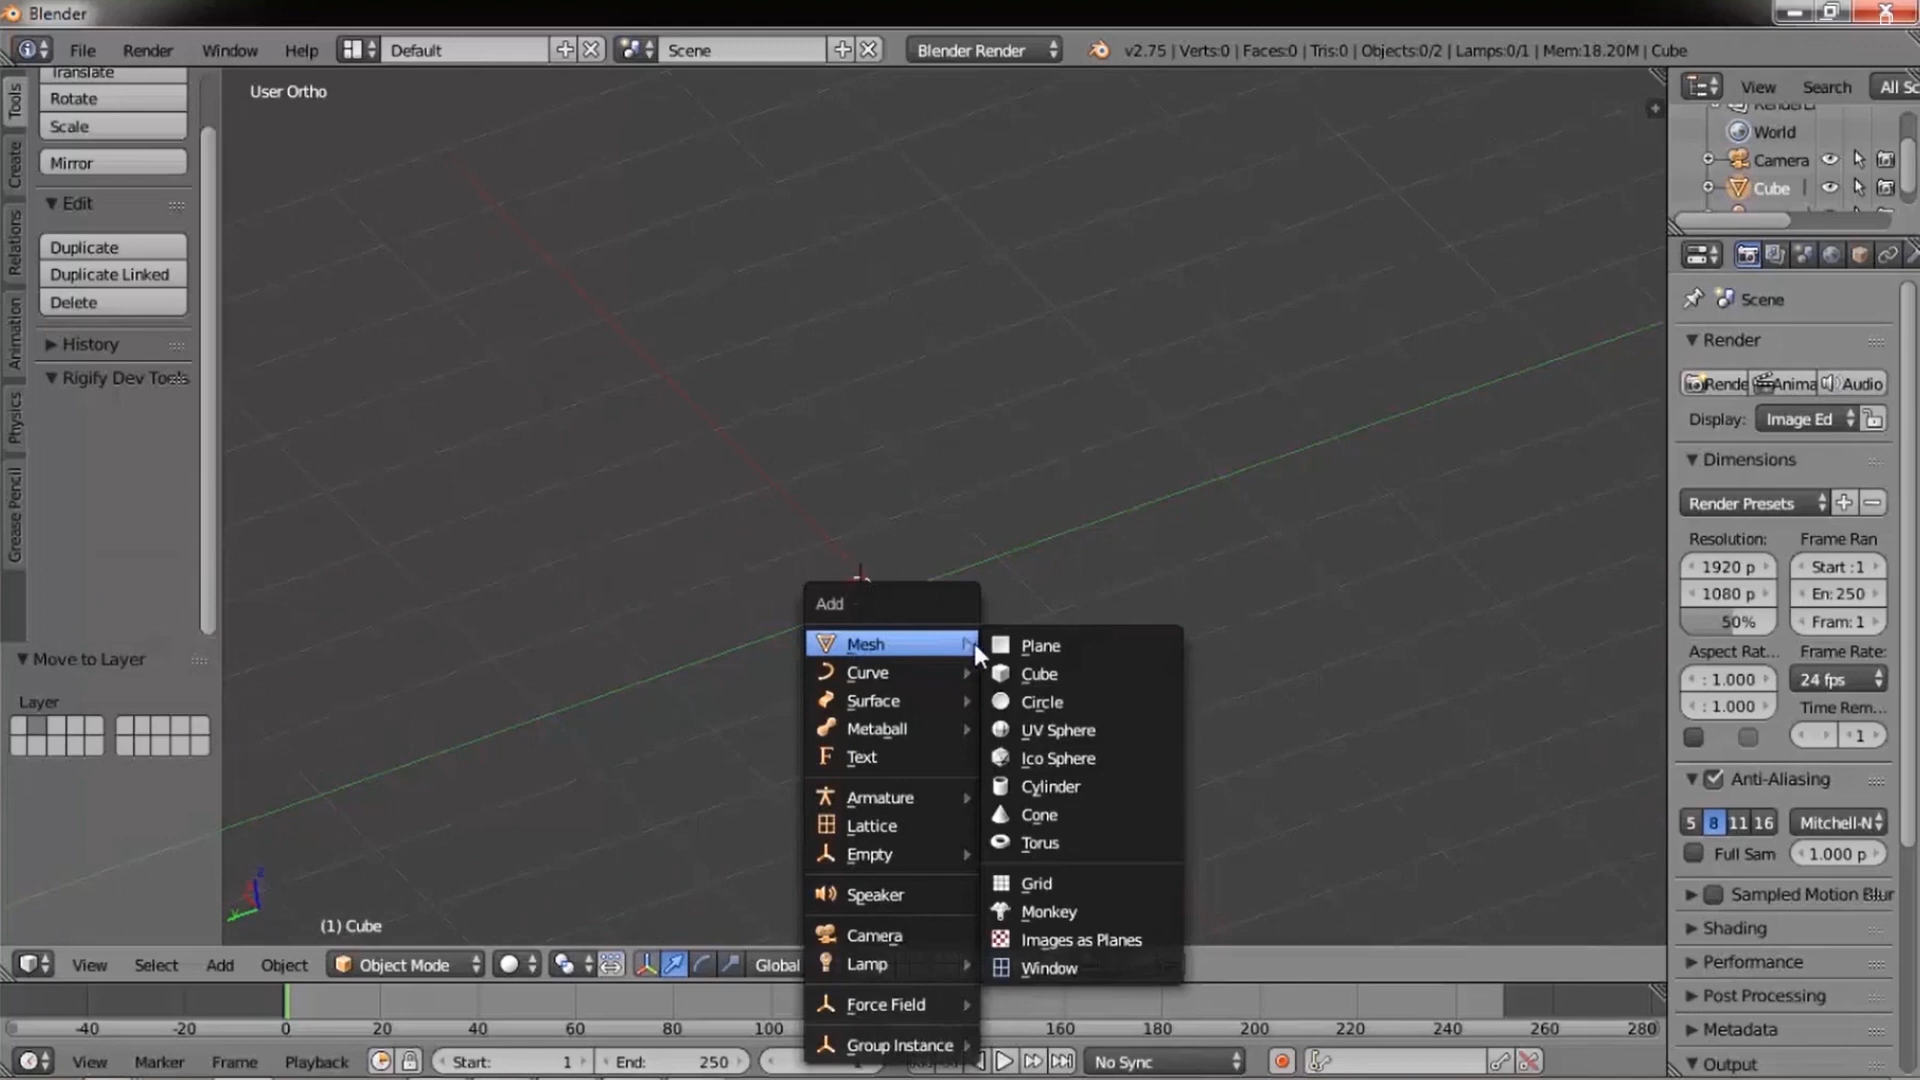 Blender
File Render Window Help Default Scene Blender Render v2.75 | Verts:0 | Faces:0 | Tris:0 | Objects:0/2 | Lamps:0/1 | Mem:18.20M | Cube
Translate
Rotate
Scale
Mirror
Edit
Duplicate
Duplicate Linked
Delete
History
Rigify Dev Tools
Move to Layer
Layer
Tools
Create
Relations
Animation
Physics
Grease Pencil
User Ortho
(1) Cube
Add
Mesh
Curve
Surface
Metaball
Text
Armature
Lattice
Empty
Speaker
Camera
Lamp
Force Field
Group Instance
Plane
Cube
Circle
UV Sphere
Ico Sphere
Cylinder
Cone
Torus
Grid
Monkey
Images as Planes
Window
View Search All Sc
World
Camera
Cube
Scene
Render
Rende Anima Audio
Display: Image Ed
Dimensions
Render Presets
Resolution: Frame Ran
1920 p Start :1
1080 p En: 250
50% Fram: 1
Aspect Rat... Frame Rate:
: 1.000 24 fps
: 1.000 Time Rem...
1
Anti-Aliasing
5 8 11 16 Mitchell-N
Full Sam 1.000 p
Sampled Motion Blur
Shading
Performance
Post Processing
Metadata
Output
View Select Add Object Object Mode Global
-40 -20 0 20 40 60 80 100 160 180 200 220 240 260 280
View Marker Frame Playback Start: 1 End: 250 No Sync